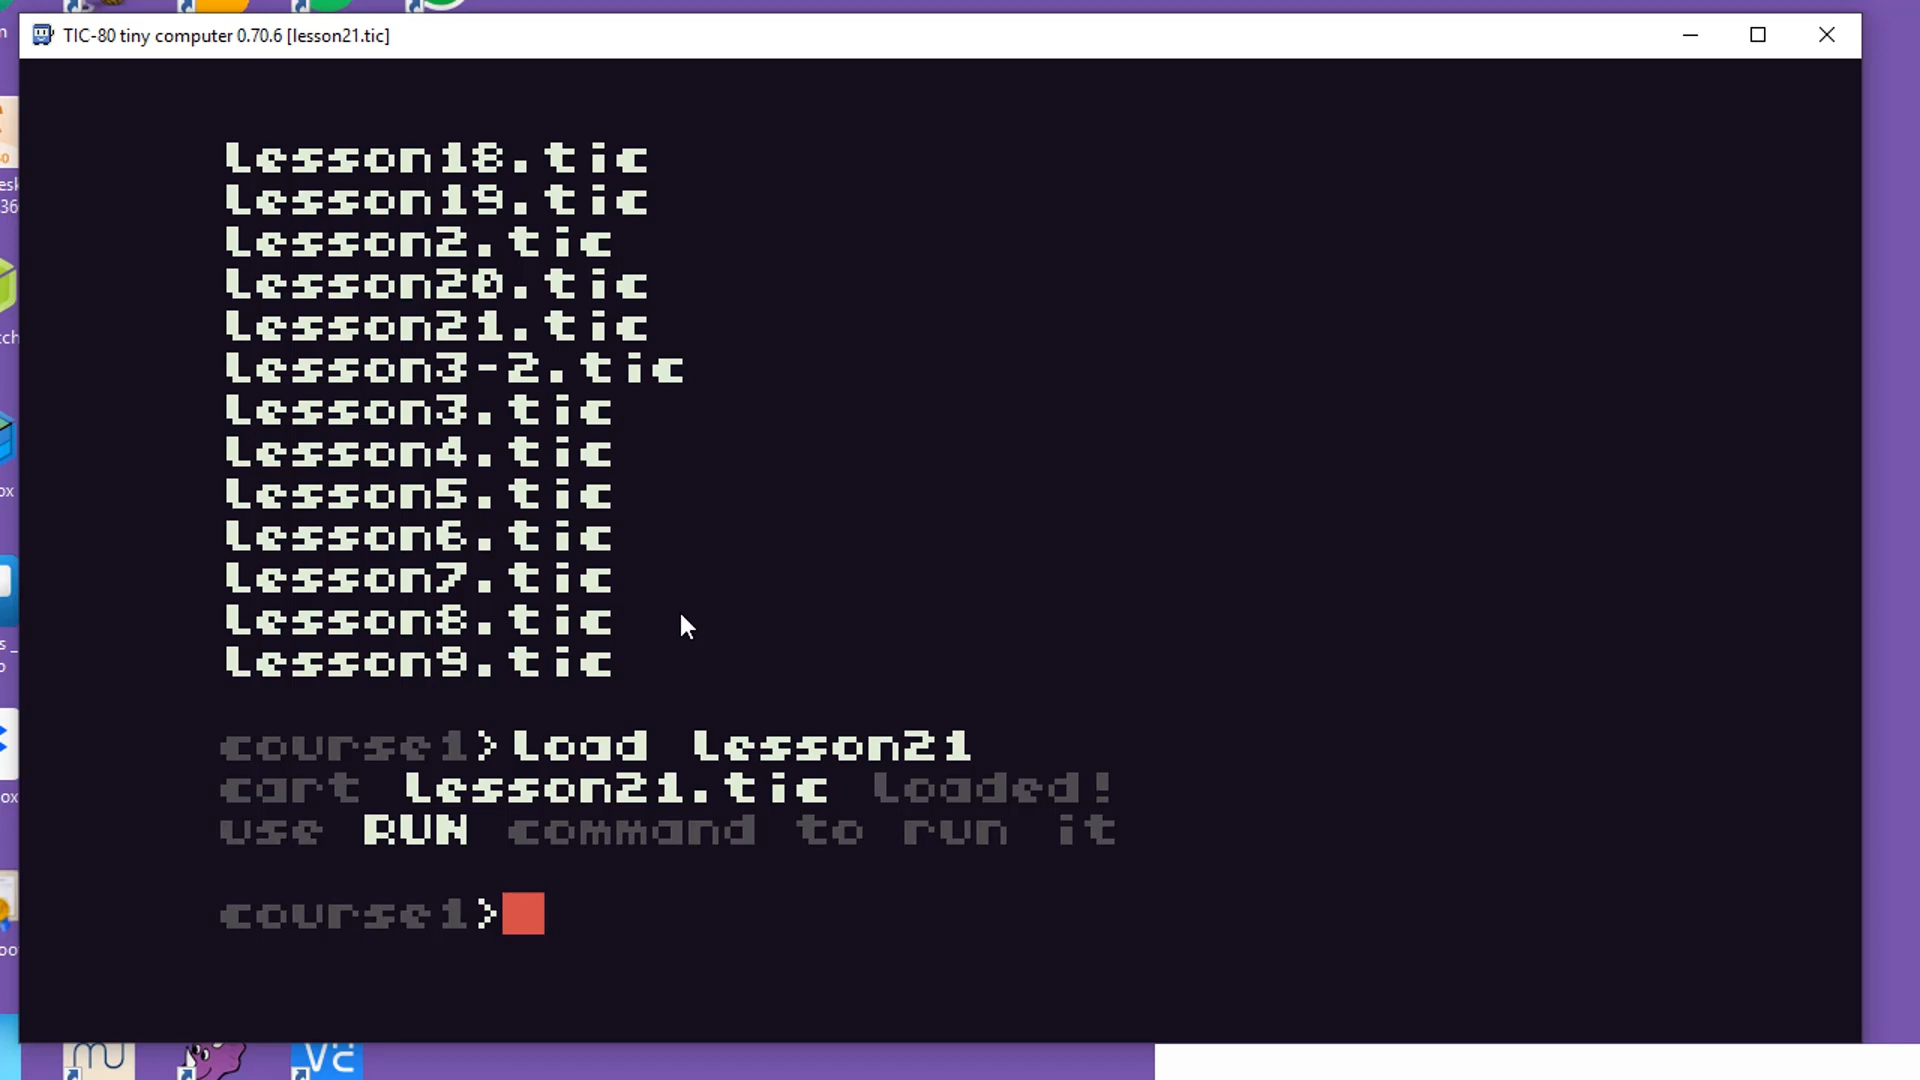 TIC-80 tiny computer 0.70.6 [lesson21.tic]
lesson18.tic
lesson19.tic
lesson2.tic
lesson20.tic
lesson21.tic
lesson3-2.tic
lesson3.tic
lesson4.tic
lesson5.tic
lesson6.tic
lesson7.tic
lesson8.tic
lesson9.tic
course1>load lesson21
cart lesson21.tic loaded!
use RUN command to run it
course1>